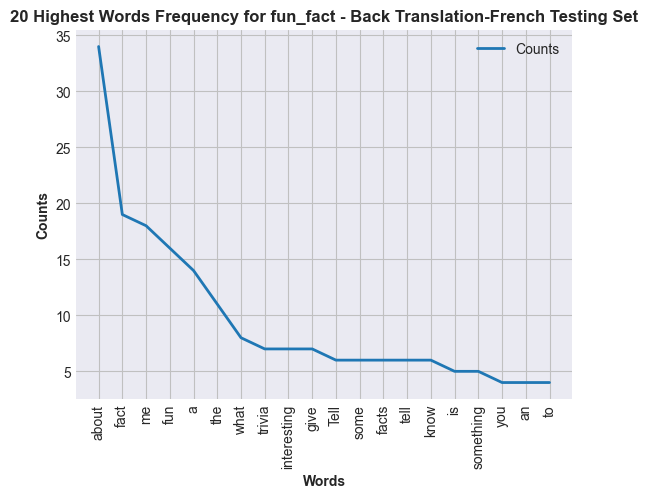 20 Highest Words Frequency for fun_fact - Back Translation-French Testing Set
Counts
35
30
25
20
15
10
5
Counts
about
fact
me
fun
a
the
what
trivia
interesting
give
Tell
some
facts
tell
know
is
something
you
an
to
Words